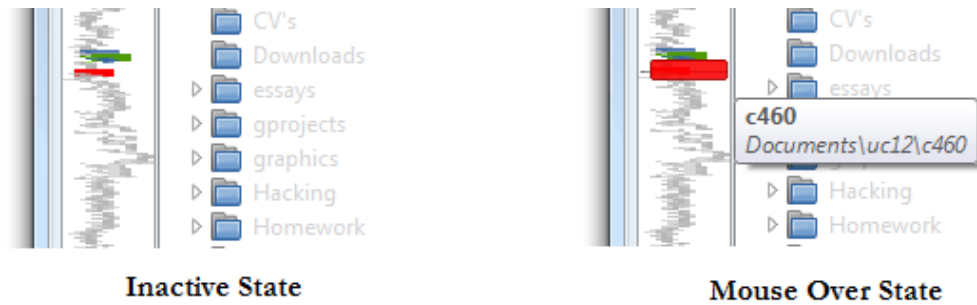 CV's
Downloads
essays
gprojects
graphics
Hacking
Homework
Inactive State
CV's
Downloads
essays
c460
Documents\uc12\c460
Hacking
Homework
Mouse Over State